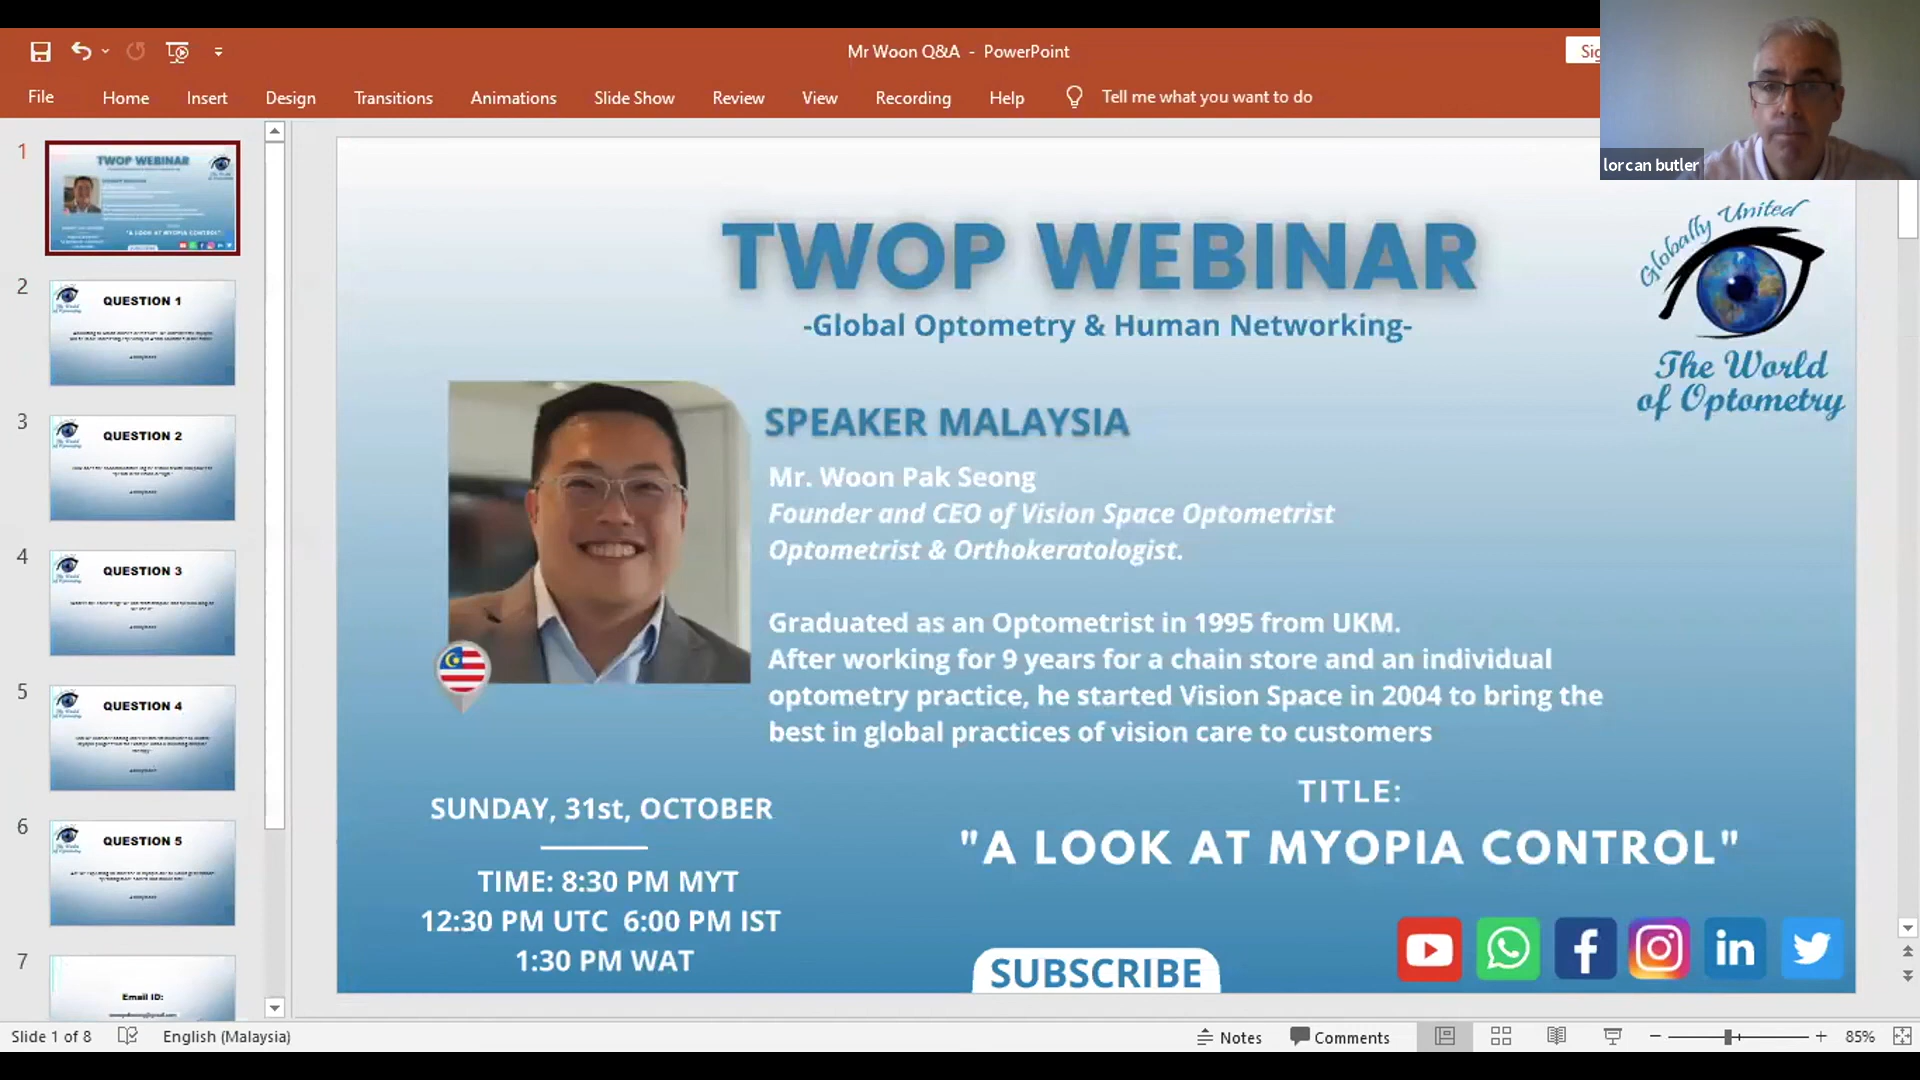 Mr Woon Q&A - PowerPoint
File Home Insert Design Transitions Animations Slide Show Review View Recording Help Tell me what you want to do
lorcan butler
1
TWOP WEBINAR
"A LOOK AT MYOPIA CONTROL"
2
QUESTION 1
3
QUESTION 2
4
QUESTION 3
5
QUESTION 4
6
QUESTION 5
7
Email ID:
TWOP WEBINAR
-Global Optometry & Human Networking-
Globally United
The World
of Optometry
SPEAKER MALAYSIA
Mr. Woon Pak Seong
Founder and CEO of Vision Space Optometrist
Optometrist & Orthokeratologist.
Graduated as an Optometrist in 1995 from UKM.
After working for 9 years for a chain store and an individual
optometry practice, he started Vision Space in 2004 to bring the
best in global practices of vision care to customers
SUNDAY, 31st, OCTOBER
TIME: 8:30 PM MYT
12:30 PM UTC 6:00 PM IST
1:30 PM WAT
TITLE:
"A LOOK AT MYOPIA CONTROL"
SUBSCRIBE
Slide 1 of 8 English (Malaysia) Notes Comments 85%